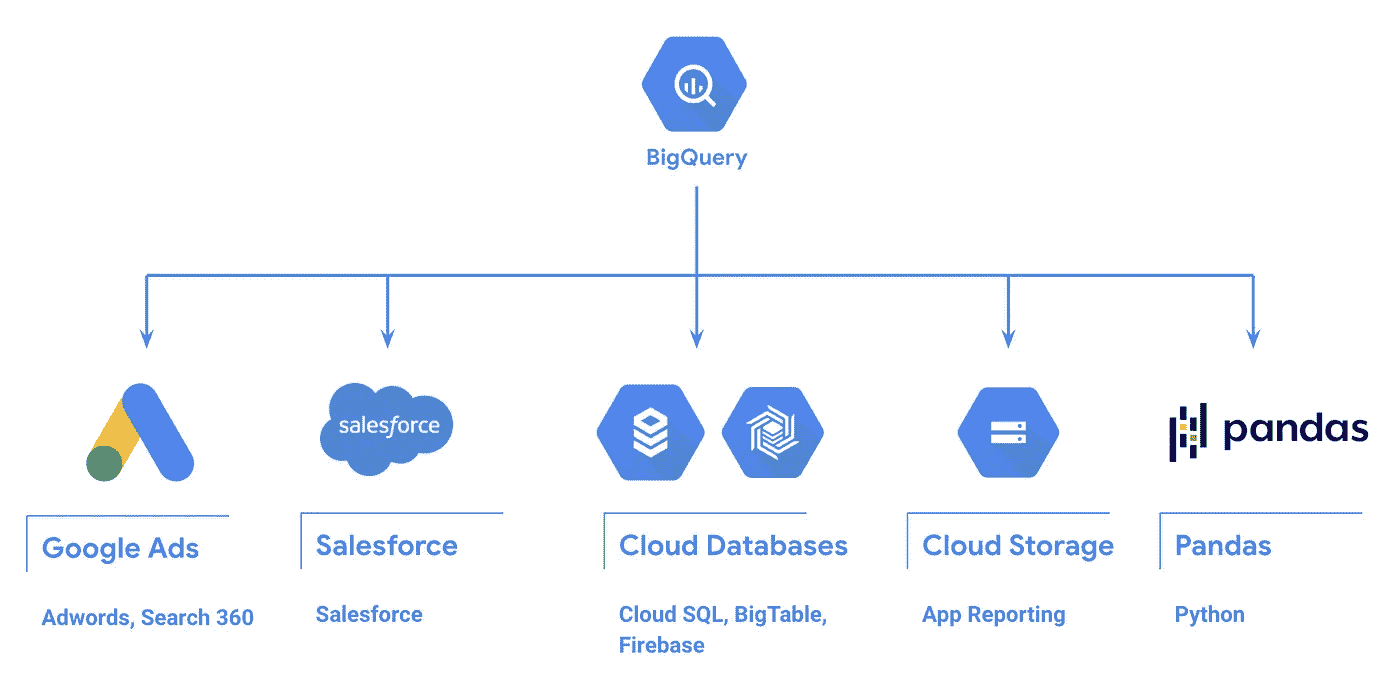 BigQuery
salesforce
pandas
Google Ads
Salesforce
Cloud Databases
Cloud Storage
Pandas
Adwords, Search 360
Salesforce
Cloud SQL, BigTable,
Firebase
App Reporting
Python